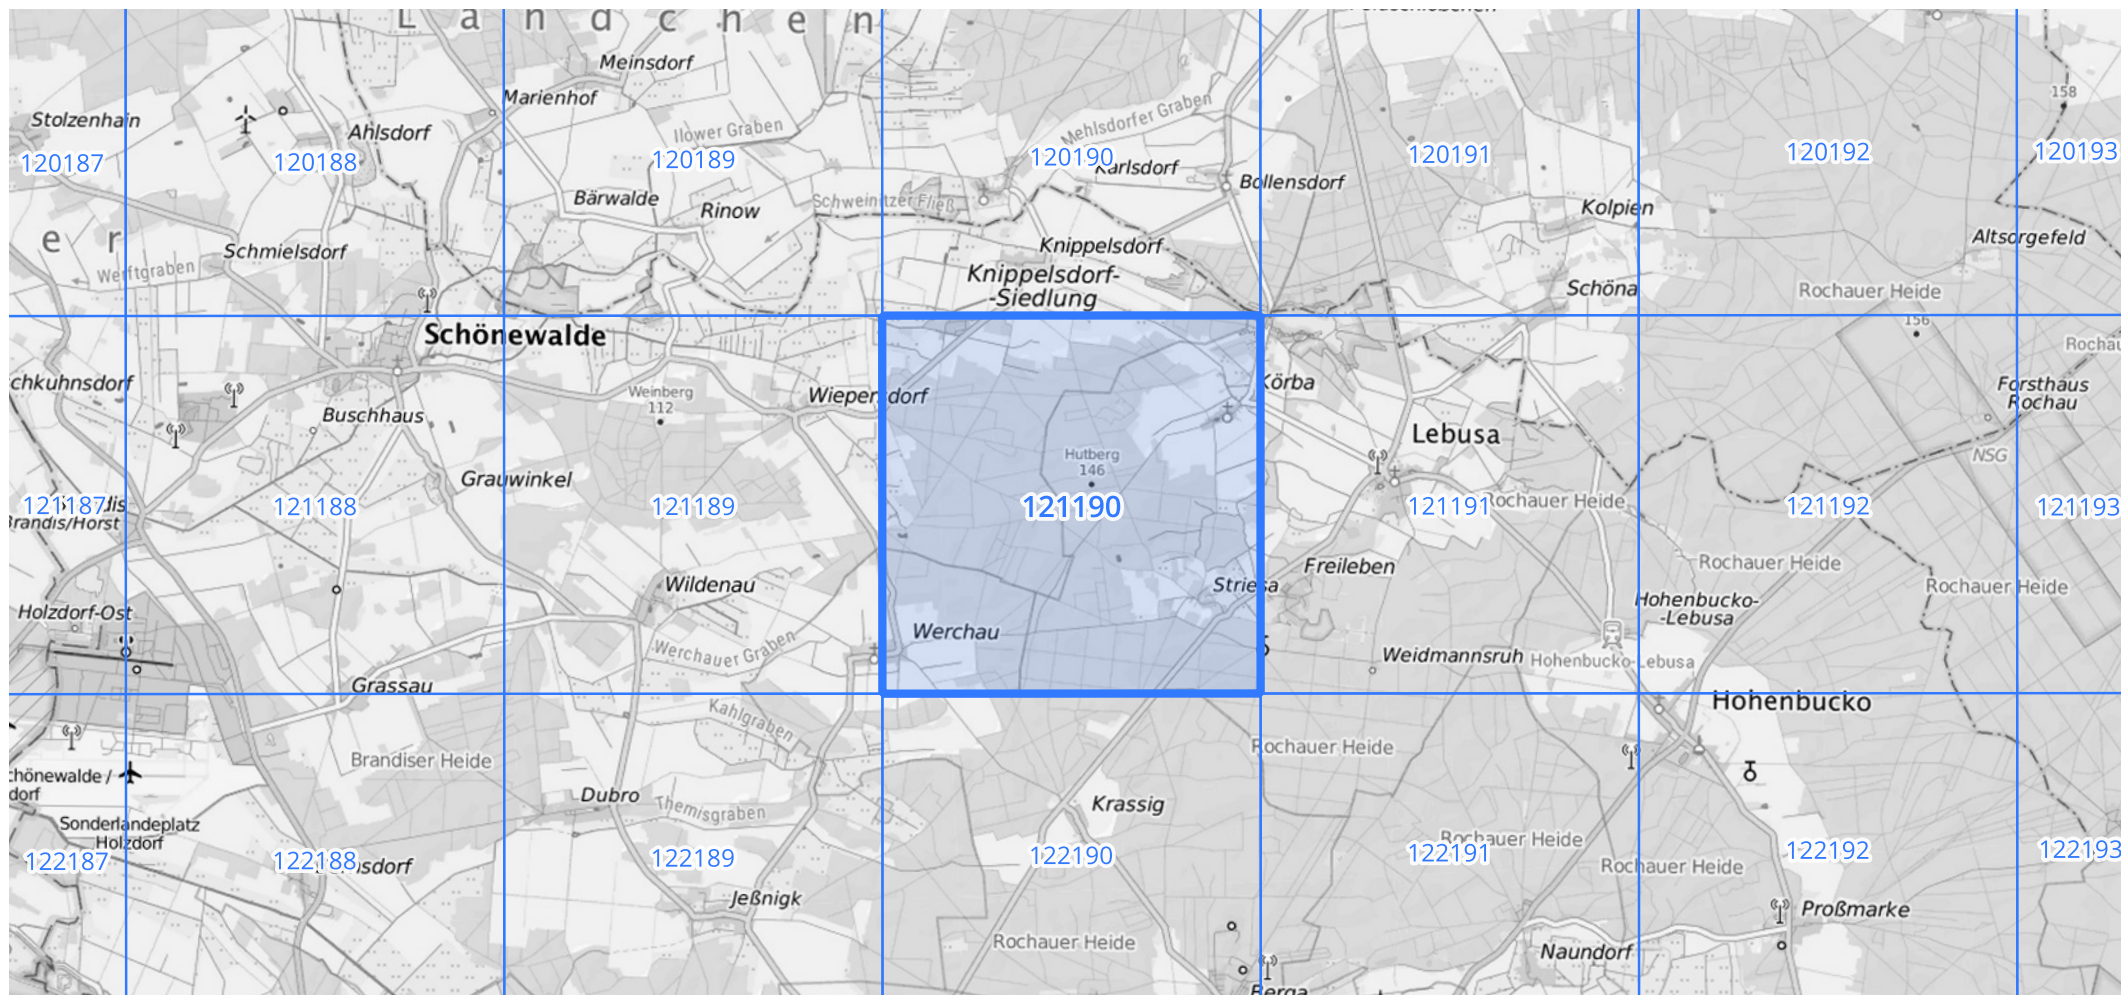 L ä n d c h e n
Meinsdorf
Marienhof
Stolzenhain
Ahlsdorf
Ilower Graben
Mehlsdorfer Graben
158
120187
120188
120189
120190
Karlsdorf
120191
120192
120193
Bollensdorf
Bärwalde
Rinow
Schweinitzer Fließ
Kolpien
e r
Schmielsdorf
Werftgraben
Knippelsdorf
Altsorgefeld
Knippelsdorf-
-Siedlung
Schöna
Rochauer Heide
156
Schönewalde
Rochau
chkuhnsdorf
Weinberg
112
Wiepersdorf
Körba
Forsthaus
Rochau
Buschhaus
Lebusa
Hutberg
146
NSG
Grauwinkel
121187
dis
Brandis/Horst
121188
121189
121190
121191
Rochauer Heide
121192
121193
Wildenau
Striesa
Freileben
Rochauer Heide
Rochauer Heide
Holzdorf-Ost
Werchauer Graben
Werchau
Hohenbucko-
-Lebusa
Weidmannsruh
Hohenbucko-Lebusa
Grassau
Kahlgraben
Hohenbucko
Brandiser Heide
Rochauer Heide
chönewalde /
dorf
Dubro
Themisgraben
Krassig
Sonderlandeplatz
Holzdorf
Rochauer Heide
122187
122188
sdorf
122189
122190
122191
Rochauer Heide
122192
122193
Jeßnigk
Proßmarke
Rochauer Heide
Naundorf
Berga